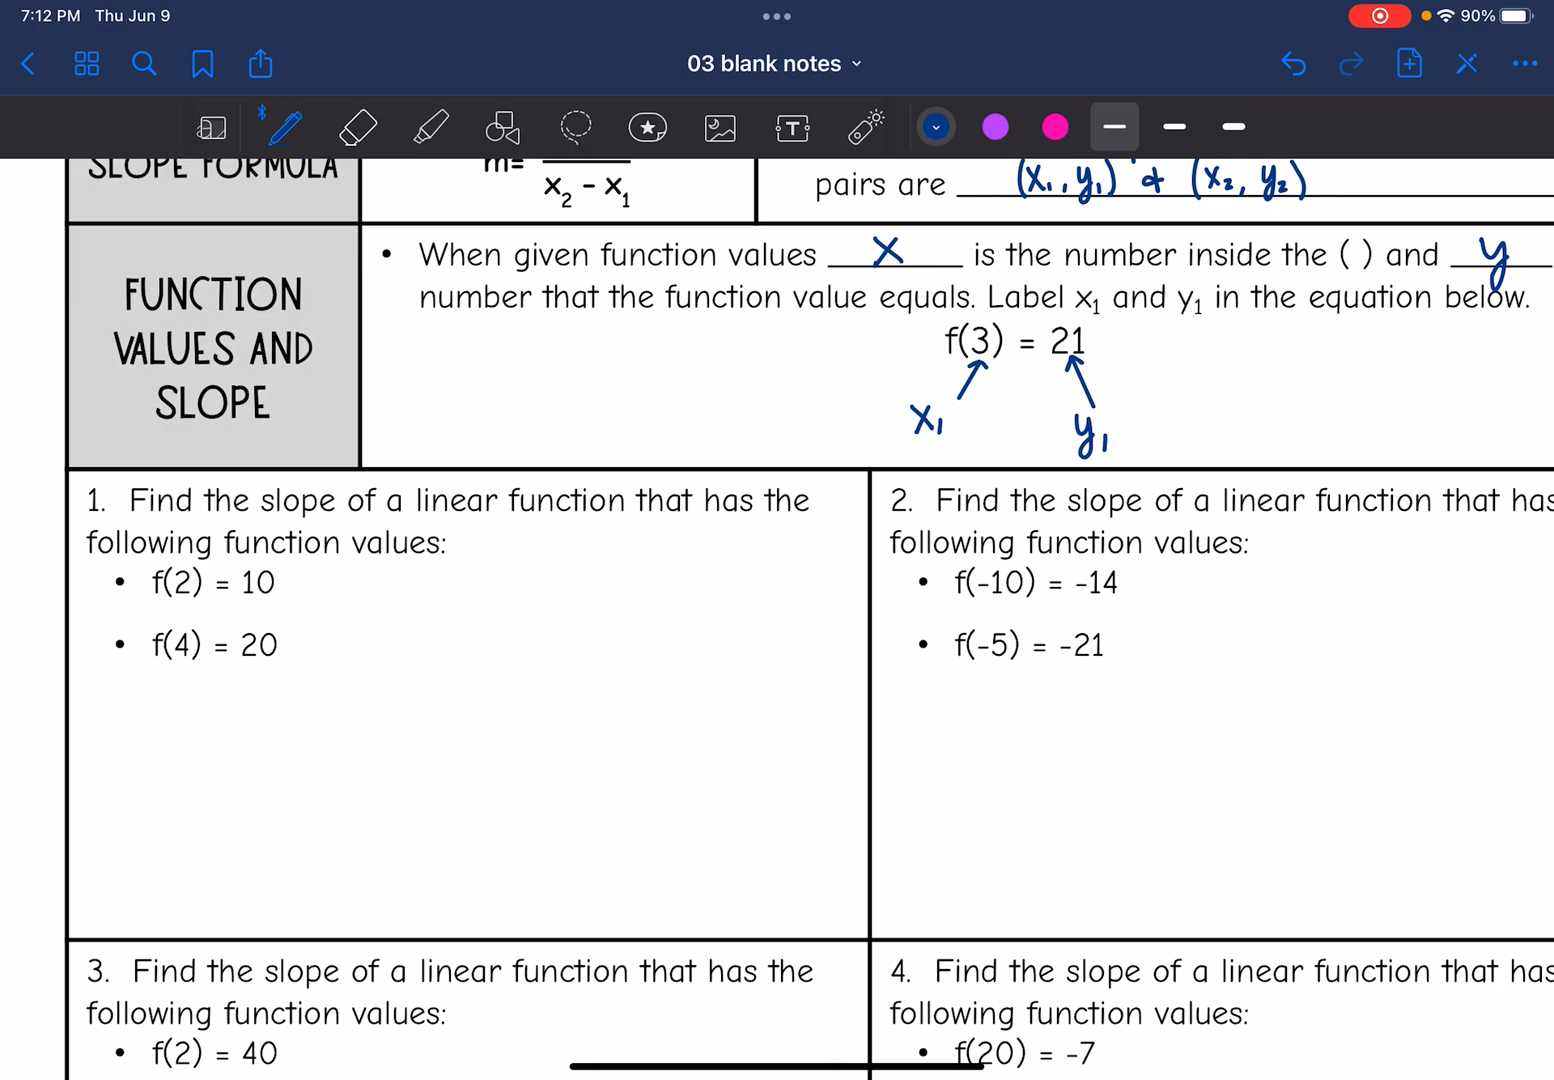 7:12 PM Thu Jun 9
90%
03 blank notes
T
SLOPE FORMULA
m=
x₂ - x₁
pairs are (x₁, y₁) & (x₂, y₂)
FUNCTION
VALUES AND
SLOPE
• When given function values x is the number inside the ( ) and y
number that the function value equals. Label x₁ and y₁ in the equation below.
f(3) = 21
x₁ y₁
1. Find the slope of a linear function that has the
following function values:
• f(2) = 10
• f(4) = 20
2. Find the slope of a linear function that has
following function values:
• f(-10) = -14
• f(-5) = -21
3. Find the slope of a linear function that has the
following function values:
• f(2) = 40
4. Find the slope of a linear function that has
following function values:
• f(20) = -7